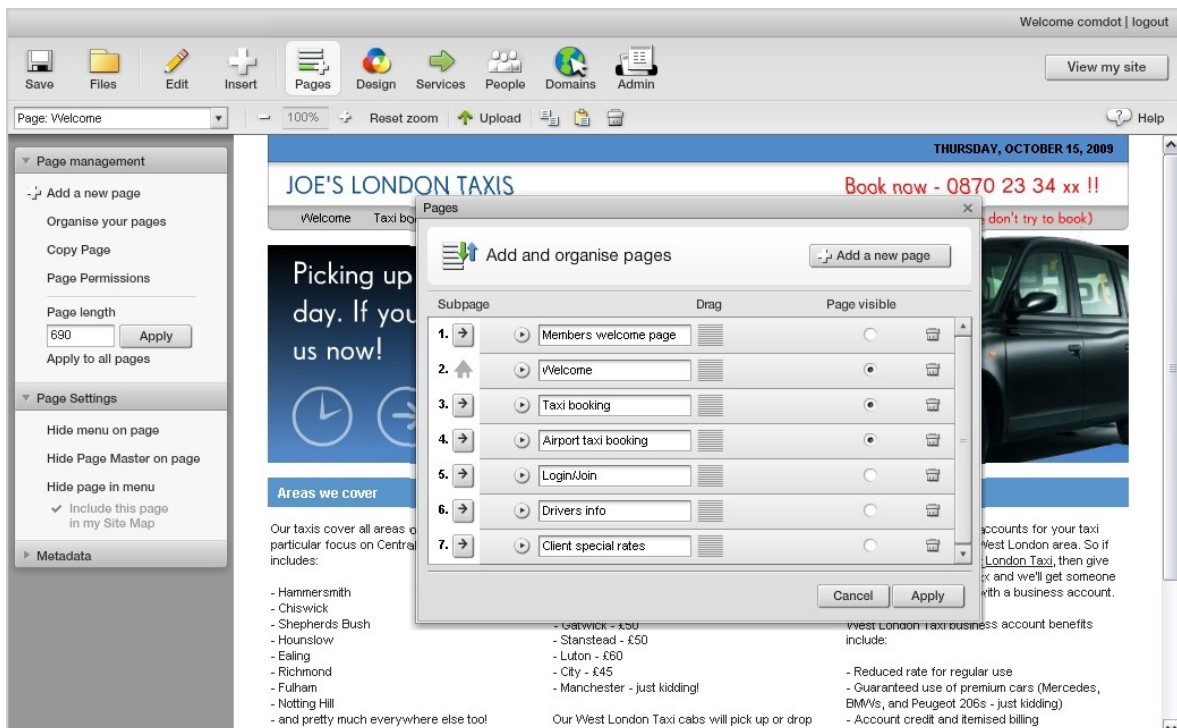 Welcome comdot | logout
Save Files Edit Insert Pages Design Services People Domains Admin View my site
Page: Welcome 100% Reset zoom Upload Help
Page management
Add a new page
Organise your pages
Copy Page
Page Permissions
Page length
690 Apply
Apply to all pages
Page Settings
Hide menu on page
Hide Page Master on page
Hide page in menu
Include this page
in my Site Map
Metadata
THURSDAY, OCTOBER 15, 2009
JOE'S LONDON TAXIS Book now - 0870 23 34 xx !!
Welcome Taxi don't try to book)
Picking up
day. If you
us now!
Pages
Add and organise pages Add a new page
Subpage Drag Page visible
1. Members welcome page
2. Welcome
3. Taxi booking
4. Airport taxi booking
5. Login/Join
6. Drivers info
7. Client special rates
Cancel Apply
Areas we cover
Our taxis cover all areas
particular focus on
includes:
- Hammersmith
- Chiswick
- Shepherds Bush
- Hounslow
- Ealing
- Richmond
- Fulham
- Notting Hill
- and pretty much everywhere else too!
- Gatwick - £50
- Stanstead - £50
- Luton - £60
- City - £45
- Manchester - just kidding!
Our West London Taxi cabs will pick up or drop
accounts for your taxi
West London area. So if
London Taxi, then give
and we'll get someone
with a business account.
West London Taxi business account benefits
include:
- Reduced rate for regular use
- Guaranteed use of premium cars (Mercedes,
BMWs, and Peugeot 206s - just kidding)
- Account credit and itemised billing